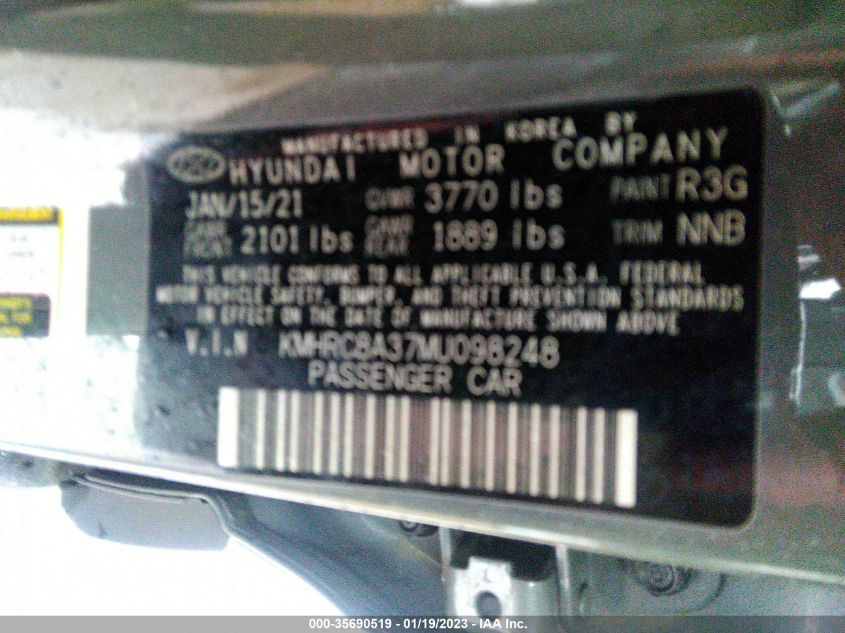 MANUFACTURED IN KOREA BY
HYUNDAI MOTOR COMPANY
JAN/15/21 GVWR 3770 lbs PAINT R3G
GAWR FRONT 2101 lbs GAWR REAR 1889 lbs TRIM NNB
THIS VEHICLE CONFORMS TO ALL APPLICABLE U.S.A. FEDERAL
MOTOR VEHICLE SAFETY, BUMPER, AND THEFT PREVENTION STANDARDS
IN EFFECT ON THE DATE OF MANUFACTURE SHOWN ABOVE
V.I.N KMHRC8A37MU098248
PASSENGER CAR
000-35690519 - 01/19/2023 - IAA Inc.